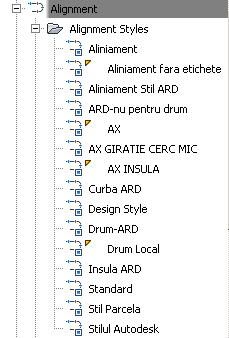 Alignment
Alignment Styles
Aliniament
Aliniament fara etichete
Aliniament Stil ARD
ARD-nu pentru drum
AX
AX GIRATIE CERC MIC
AX INSULA
Curba ARD
Design Style
Drum-ARD
Drum Local
Insula ARD
Standard
Stil Parcela
Stilul Autodesk